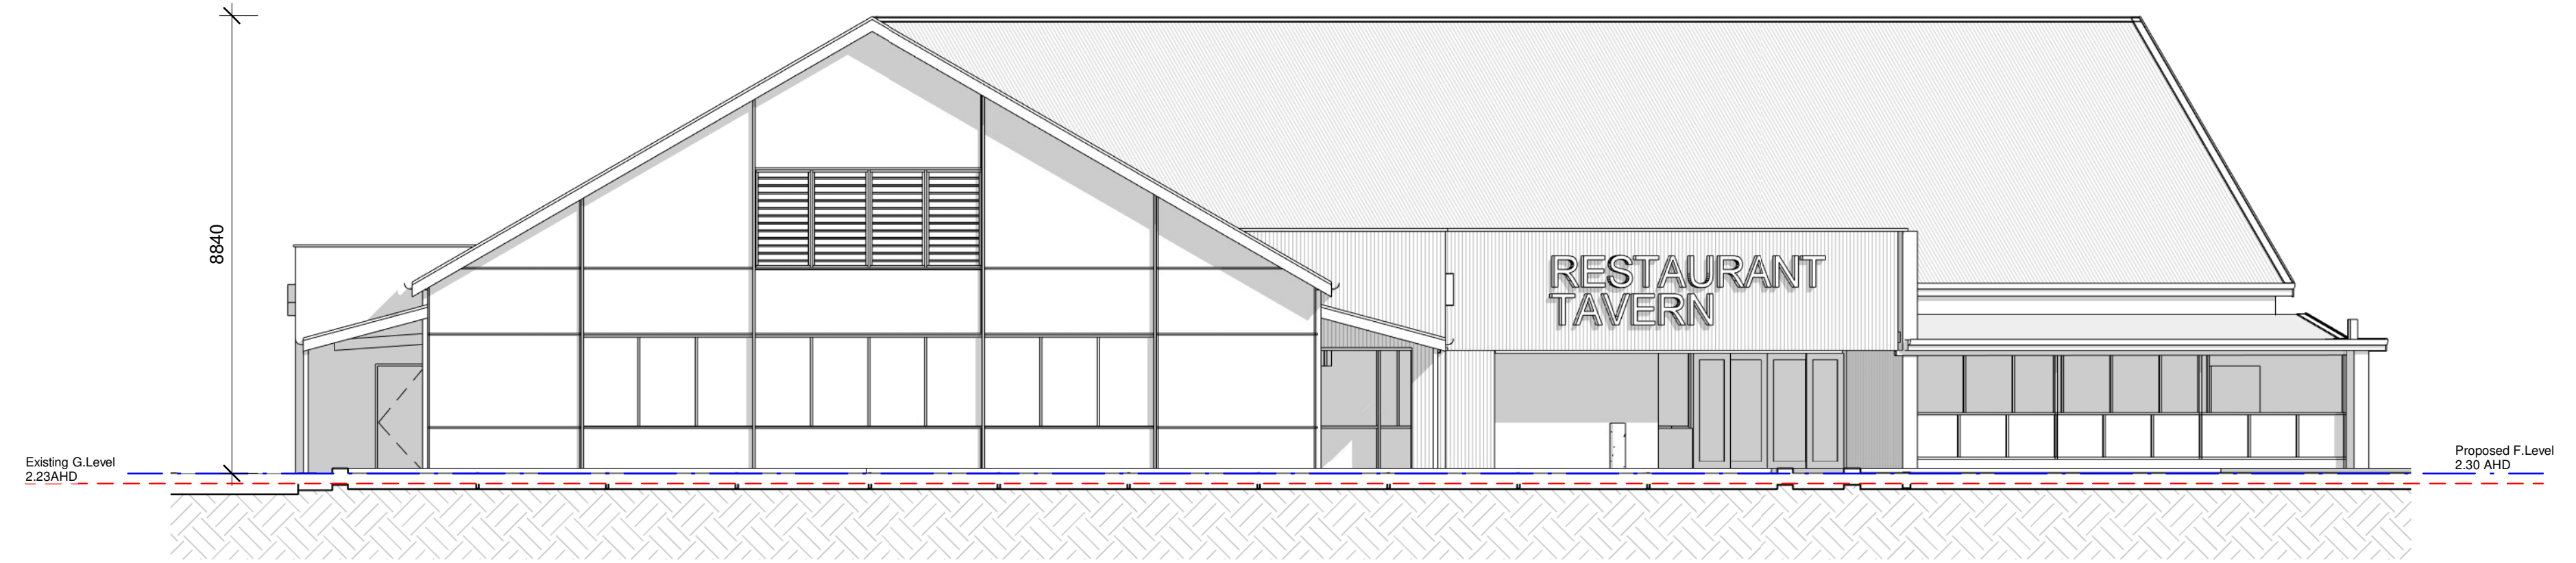 8840
RESTAURANT
TAVERN
Existing G.Level
2.23AHD
Proposed F.Level
2.30 AHD